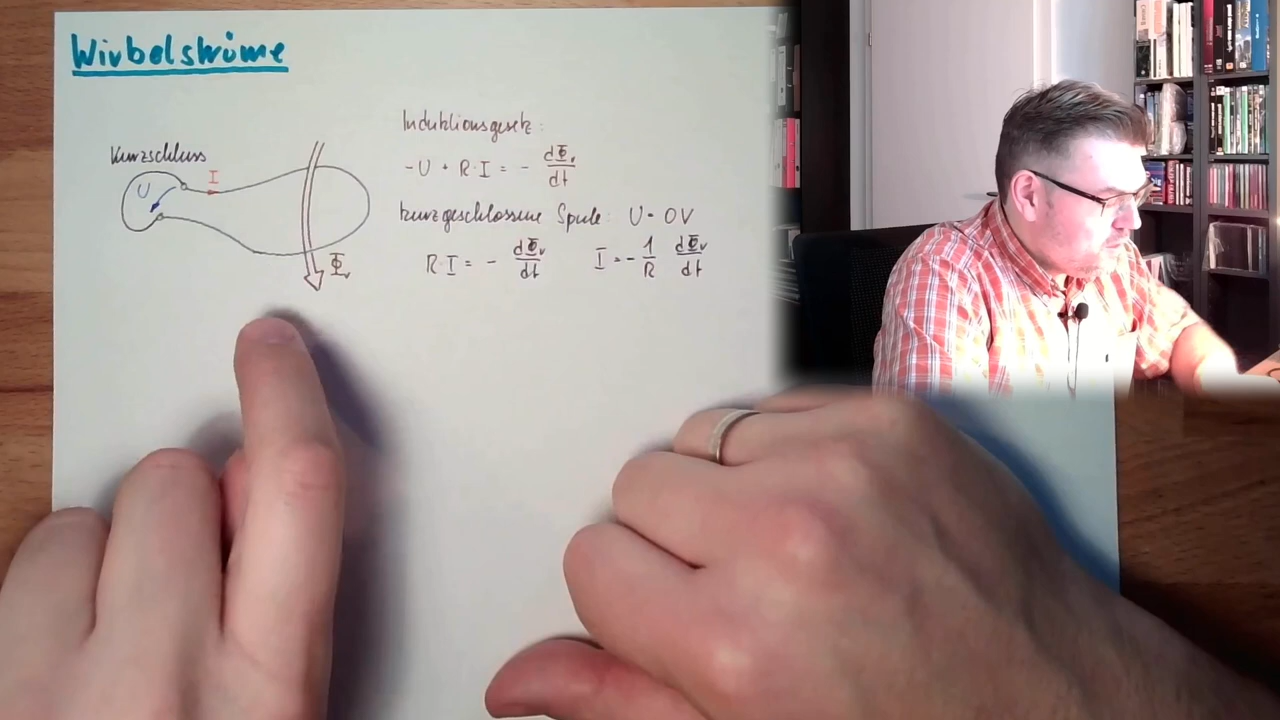 Wirbelströme
Kurzschluss
U
I
Φv
Induktionsgesetz:
-U + R·I = - dΦv/dt
kurzgeschlossene Spule: U = 0V
R·I = - dΦv/dt   I = - 1/R dΦv/dt